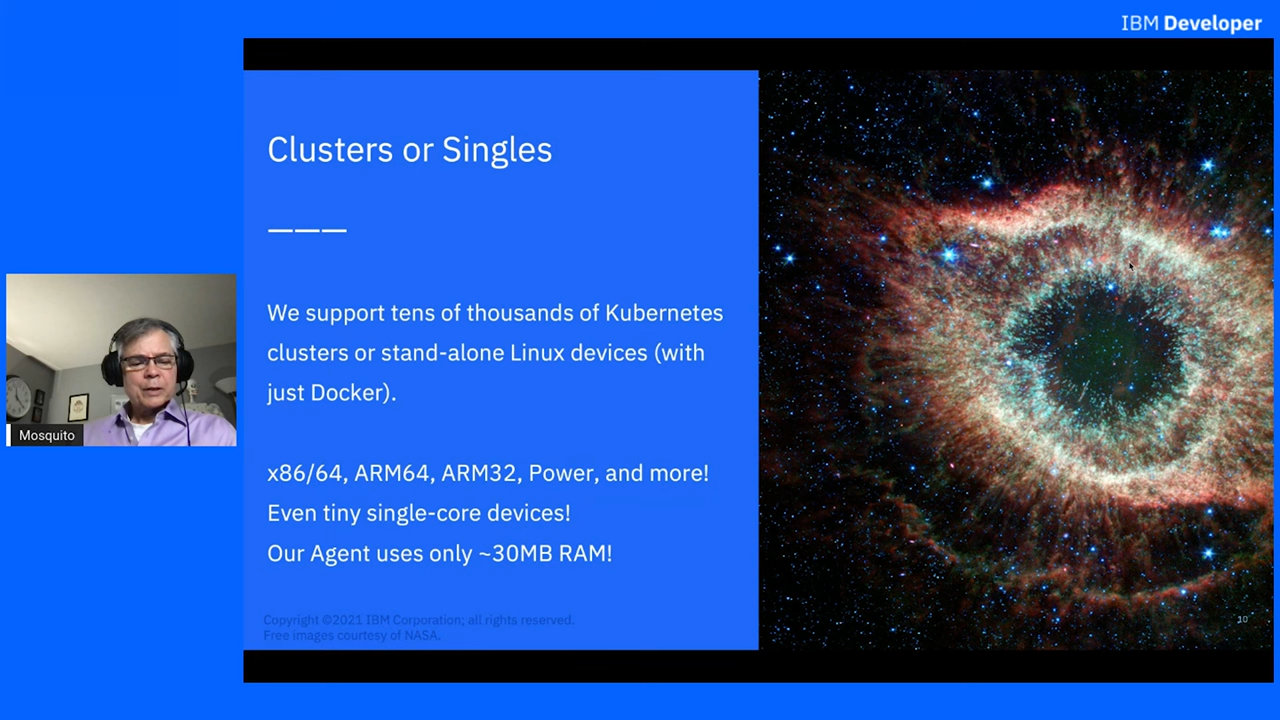 IBM Developer
Clusters or Singles
———
We support tens of thousands of Kubernetes
clusters or stand-alone Linux devices (with
just Docker).
x86/64, ARM64, ARM32, Power, and more!
Even tiny single-core devices!
Our Agent uses only ~30MB RAM!
Copyright ©2021 IBM Corporation; all rights reserved.
Free images courtesy of NASA.
10
Mosquito